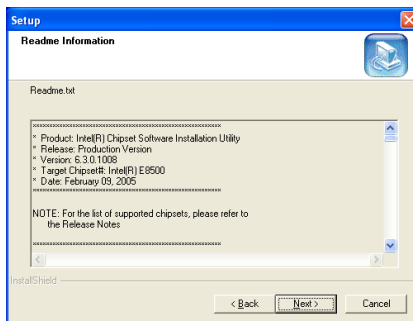 Setup
Readme Information
Readme.txt
************************************************************
* Product: Intel(R) Chipset Software Installation Utility
* Release: Production Version
* Version: 6.3.0.1008
* Target Chipset#: Intel(R) E8500
* Date: February 09, 2005
************************************************************
NOTE: For the list of supported chipsets, please refer to
the Release Notes
************************************************************
InstallShield
< Back
Next >
Cancel